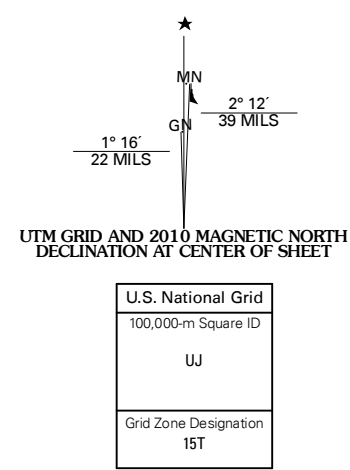 MN
GN
2° 12´
39 MILS
1° 16´
22 MILS
UTM GRID AND 2010 MAGNETIC NORTH
DECLINATION AT CENTER OF SHEET
U.S. National Grid
100,000-m Square ID
UJ
Grid Zone Designation
15T